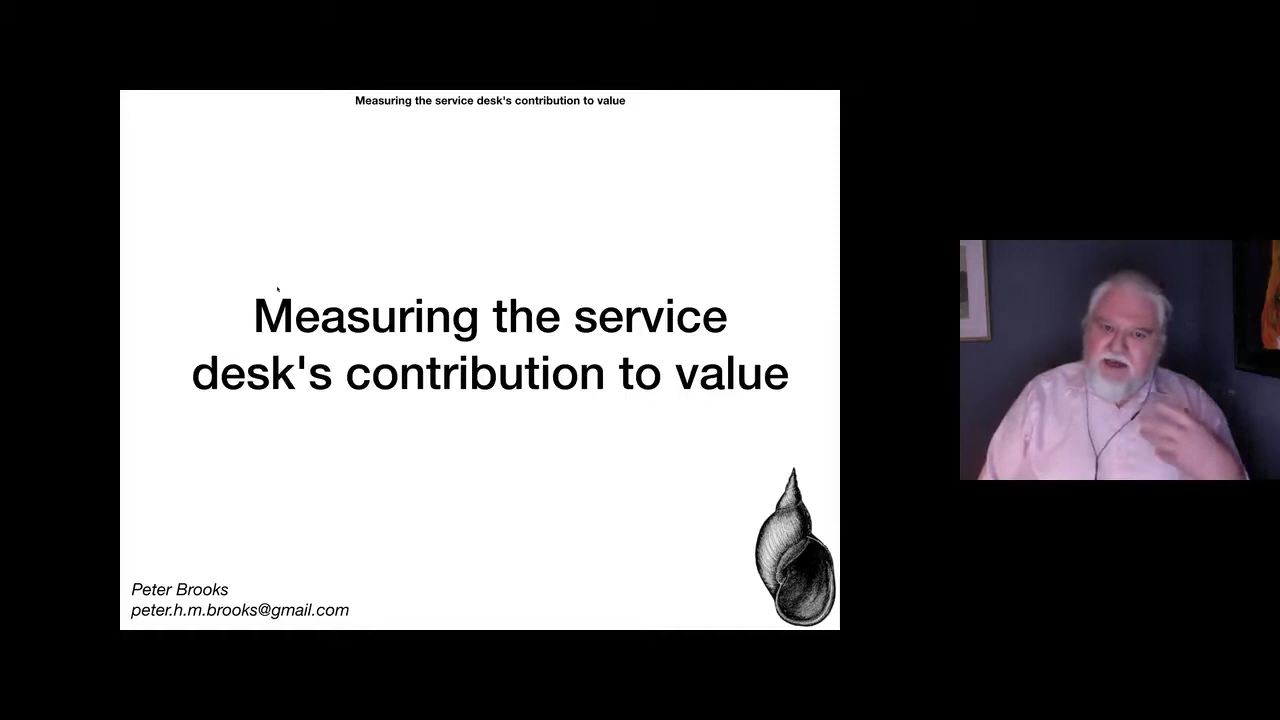 Measuring the service desk's contribution to value
Measuring the service
desk's contribution to value
Peter Brooks
peter.h.m.brooks@gmail.com